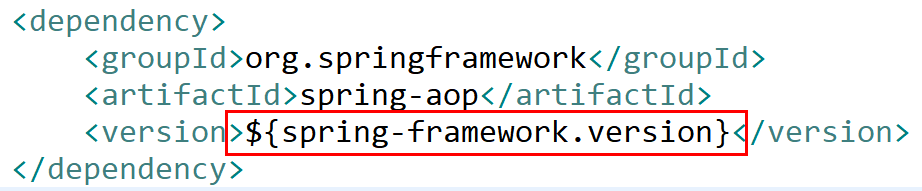 <dependency>
    <groupId>org.springframework</groupId>
    <artifactId>spring-aop</artifactId>
    <version>${spring-framework.version}</version>
</dependency>